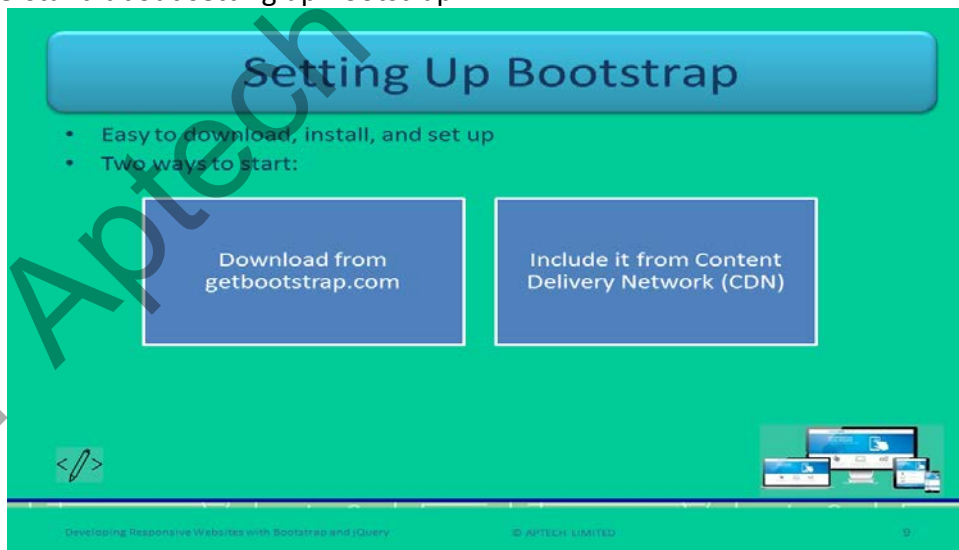 Setting Up Bootstrap
• Easy to download, install, and set up
• Two ways to start:
Download from
getbootstrap.com
Include it from Content
Delivery Network (CDN)
</>
Developing Responsive Websites with Bootstrap and jQuery
© APTECH LIMITED
9
Aptech